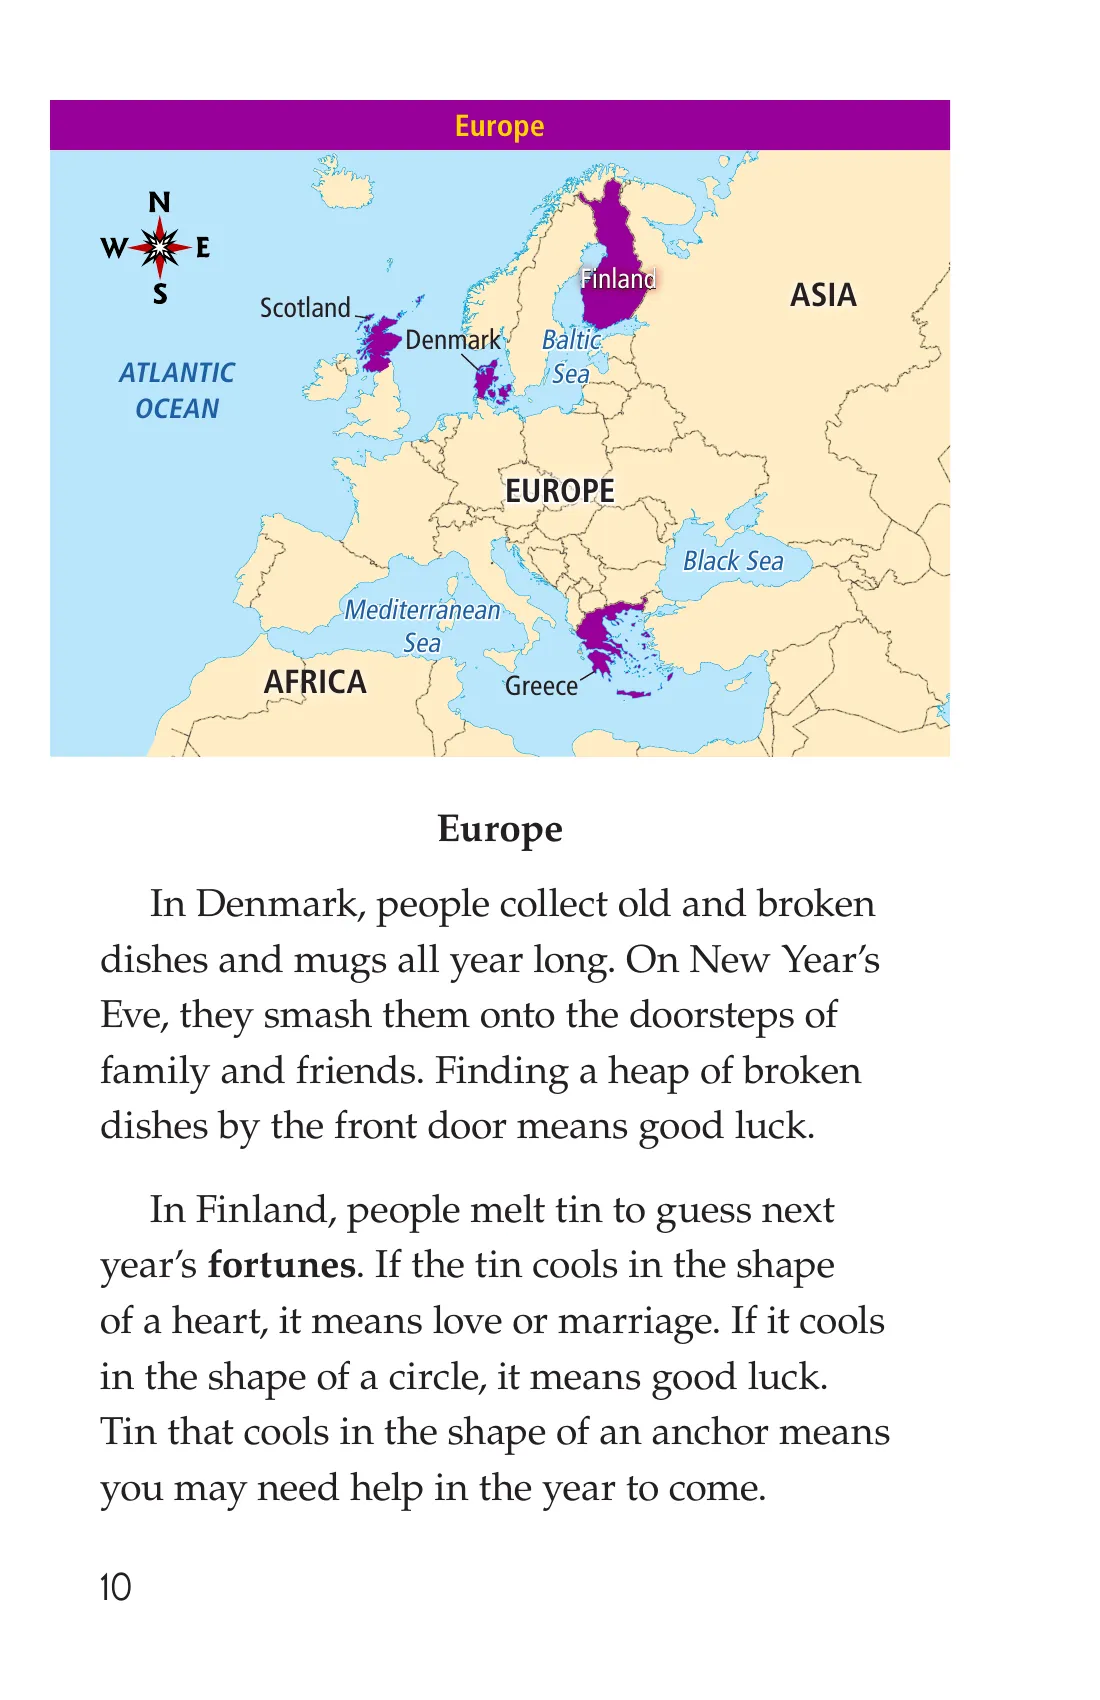 Europe
N
W E
S
Finland
ASIA
Scotland
Denmark
Baltic
Sea
ATLANTIC
OCEAN
EUROPE
Black Sea
Mediterranean
Sea
AFRICA
Greece
Europe
In Denmark, people collect old and broken
dishes and mugs all year long. On New Year’s
Eve, they smash them onto the doorsteps of
family and friends. Finding a heap of broken
dishes by the front door means good luck.
In Finland, people melt tin to guess next
year’s fortunes. If the tin cools in the shape
of a heart, it means love or marriage. If it cools
in the shape of a circle, it means good luck.
Tin that cools in the shape of an anchor means
you may need help in the year to come.
10